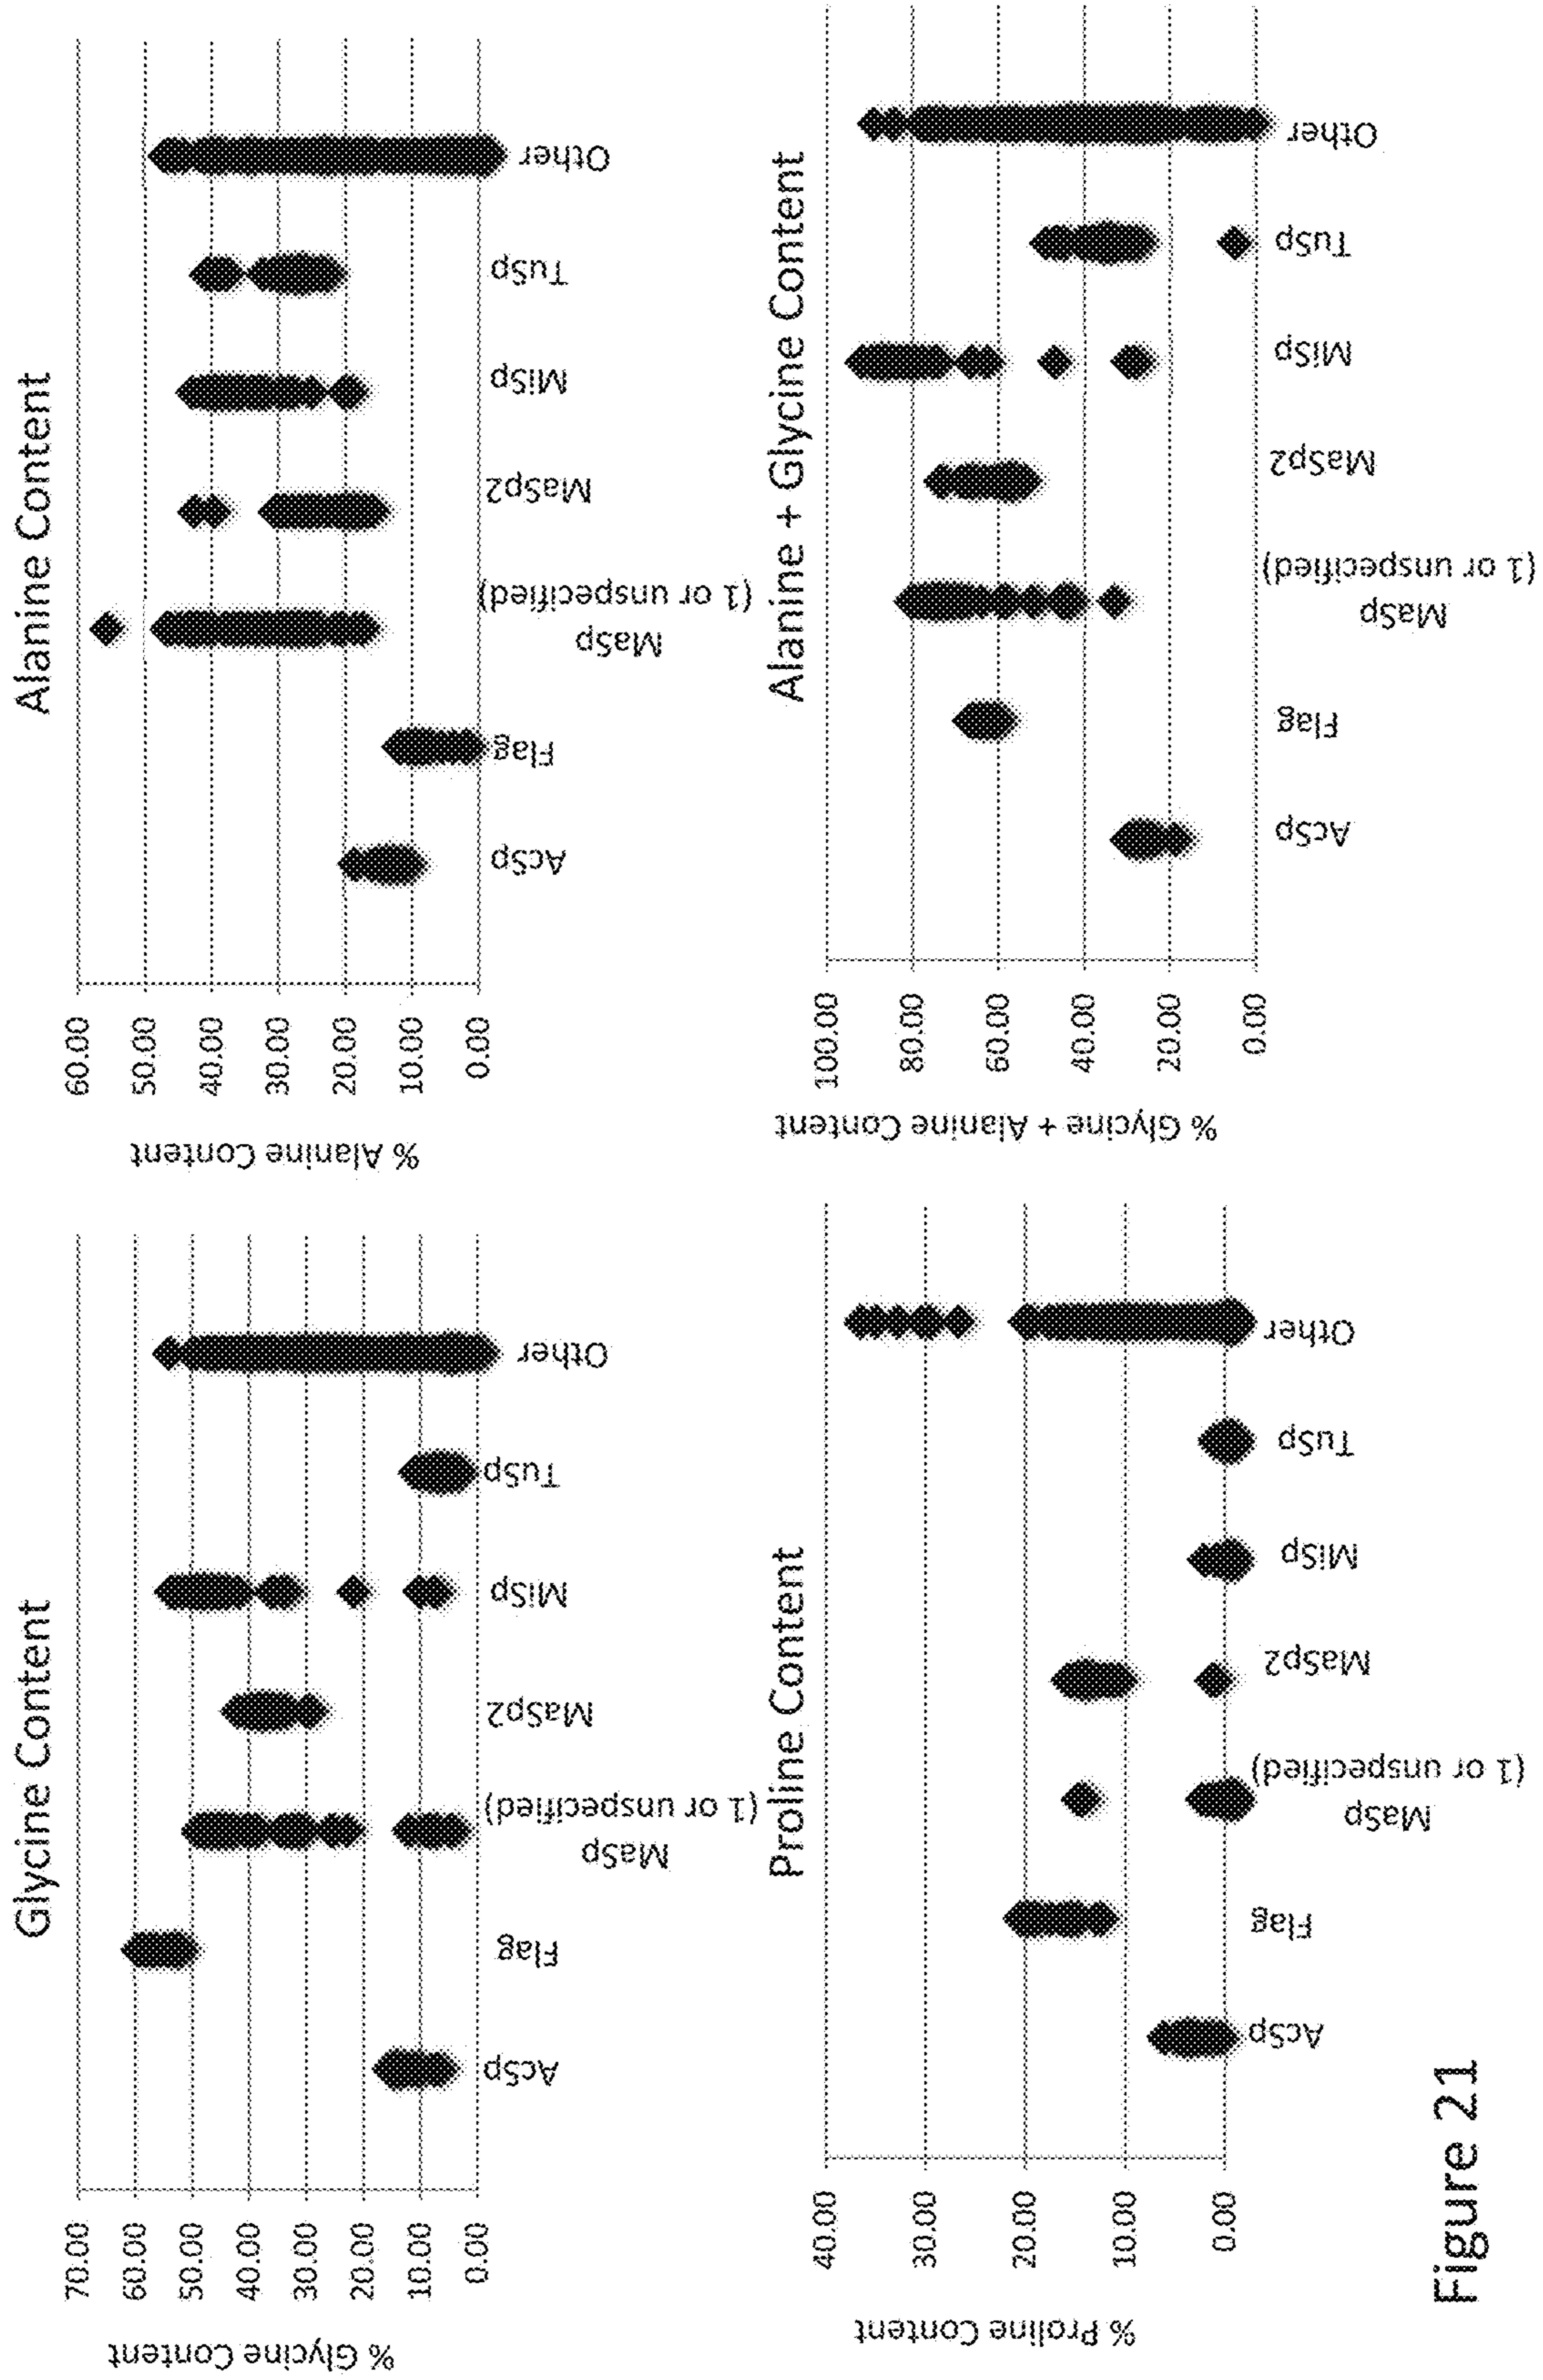 Glycine Content
% Glycine Content
70.00
60.00
50.00
40.00
30.00
20.00
10.00
0.00
AcSp
Flag
MaSp
(1 or unspecified)
MaSp2
MiSp
TuSp
Other
Alanine Content
% Alanine Content
60.00
50.00
40.00
30.00
20.00
10.00
0.00
AcSp
Flag
MaSp
(1 or unspecified)
MaSp2
MiSp
TuSp
Other
Proline Content
% Proline Content
40.00
30.00
20.00
10.00
0.00
AcSp
Flag
MaSp
(1 or unspecified)
MaSp2
MiSp
TuSp
Other
Alanine + Glycine Content
% Glycine + Alanine Content
100.00
80.00
60.00
40.00
20.00
0.00
AcSp
Flag
MaSp
(1 or unspecified)
MaSp2
MiSp
TuSp
Other
Figure 21